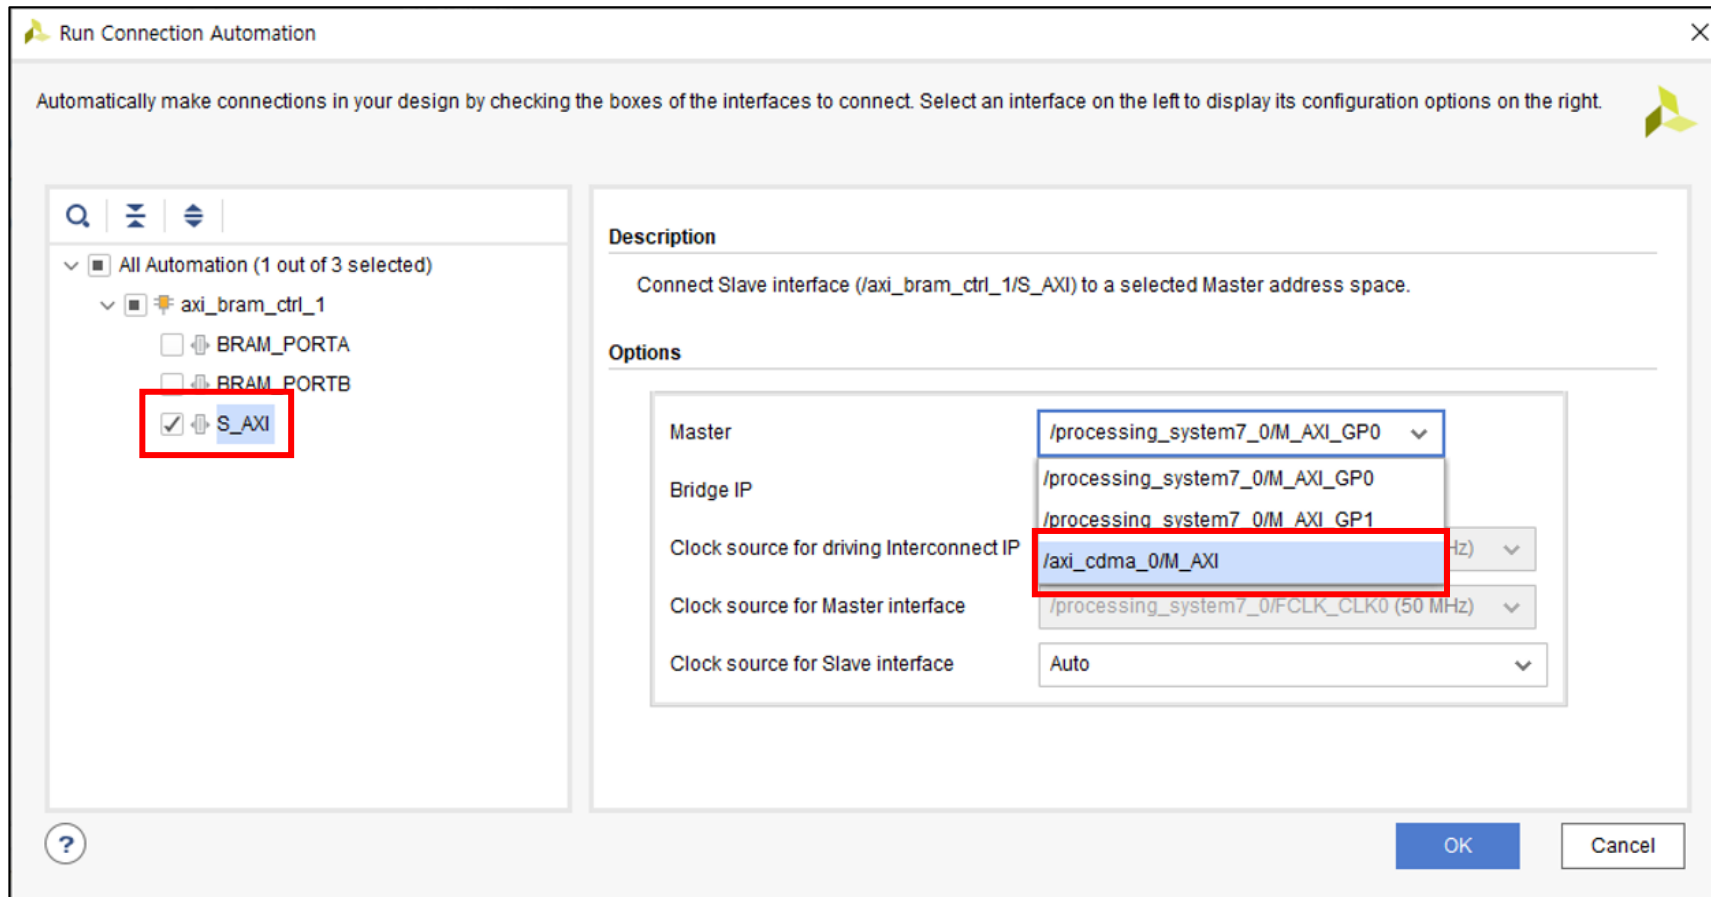 Run Connection Automation
Automatically make connections in your design by checking the boxes of the interfaces to connect. Select an interface on the left to display its configuration options on the right.
All Automation (1 out of 3 selected)
axi_bram_ctrl_1
BRAM_PORTA
BRAM_PORTB
S_AXI
Description
Connect Slave interface (/axi_bram_ctrl_1/S_AXI) to a selected Master address space.
Options
Master
/processing_system7_0/M_AXI_GP0
/processing_system7_0/M_AXI_GP0
Bridge IP
/processing_system7_0/M_AXI_GP1
Clock source for driving Interconnect IP
/axi_cdma_0/M_AXI
Hz)
Clock source for Master interface
/processing_system7_0/FCLK_CLK0 (50 MHz)
Clock source for Slave interface
Auto
?
OK
Cancel